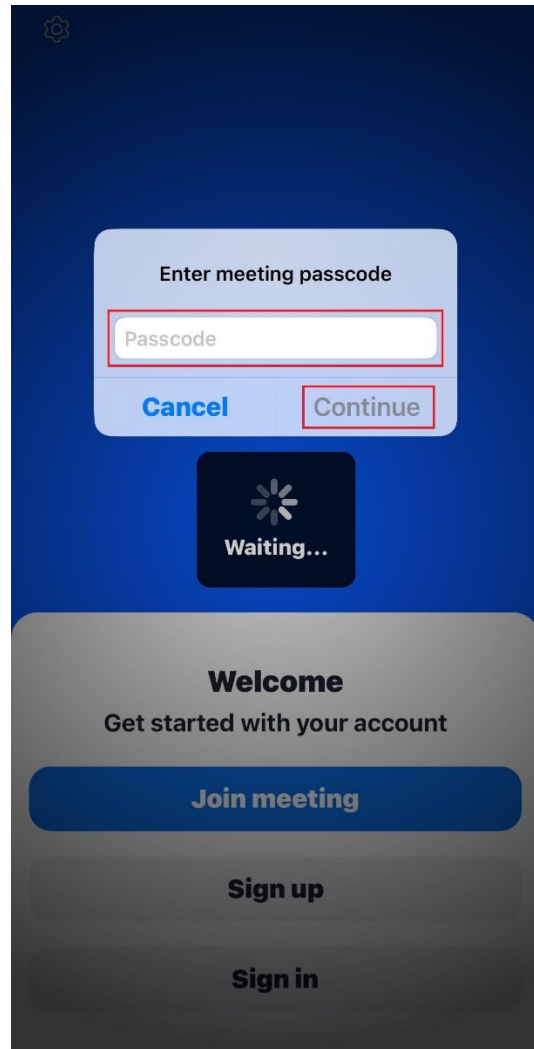 Enter meeting passcode
Passcode
Cancel Continue
Waiting...
Welcome
Get started with your account
Join meeting
Sign up
Sign in